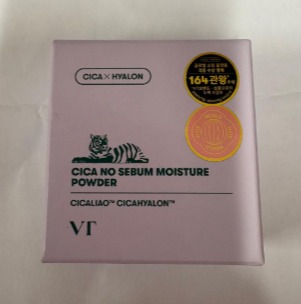 CICA × HYALON
164관왕
CICA NO SEBUM MOISTURE
POWDER
CICALIAO™ CICAHYALON™
VT